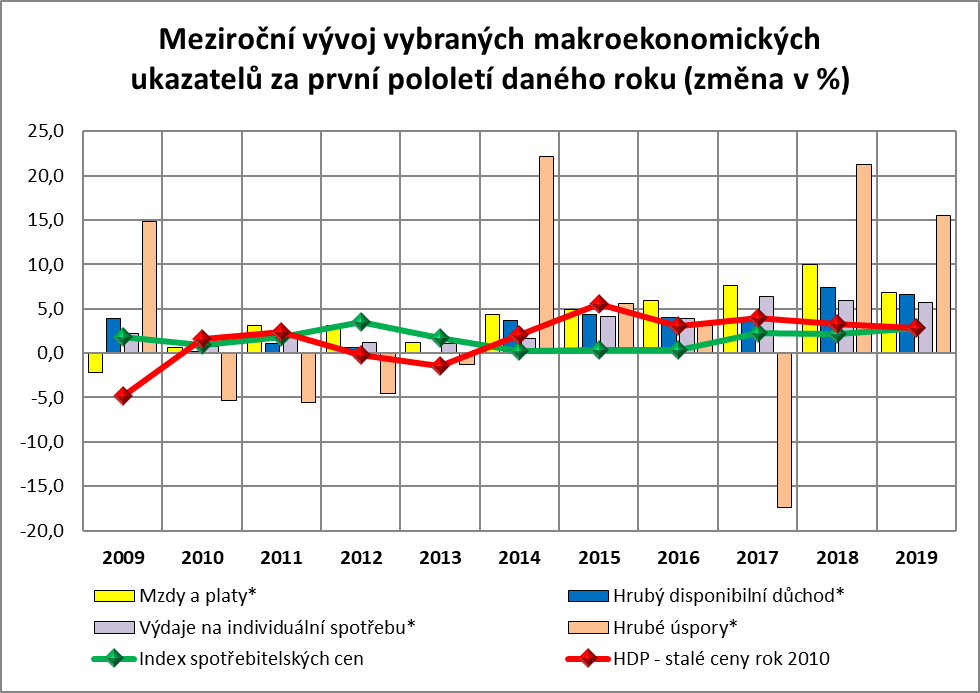 Meziroční vývoj vybraných makroekonomických
ukazatelů za první pololetí daného roku (změna v %)
25,0
20,0
15,0
10,0
5,0
0,0
-5,0
-10,0
-15,0
-20,0
2009 2010 2011 2012 2013 2014 2015 2016 2017 2018 2019
Mzdy a platy* Hrubý disponibilní důchod*
Výdaje na individuální spotřebu* Hrubé úspory*
Index spotřebitelských cen HDP - stalé ceny rok 2010